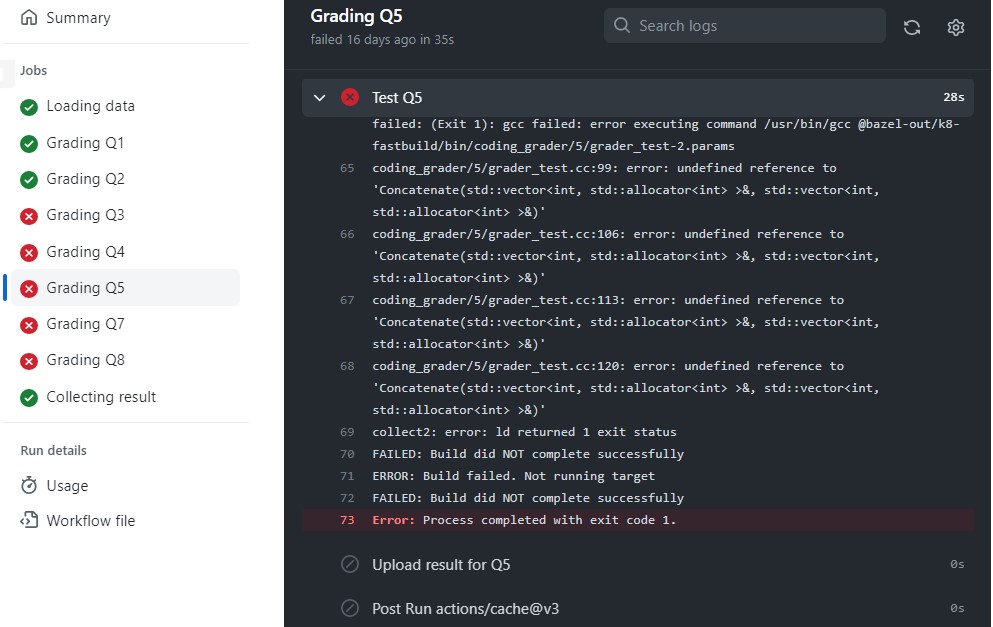 Summary
Jobs
Loading data
Grading Q1
Grading Q2
Grading Q3
Grading Q4
Grading Q5
Grading Q7
Grading Q8
Collecting result
Run details
Usage
Workflow file
Grading Q5
failed 16 days ago in 35s
Search logs
Test Q5 28s
failed: (Exit 1): gcc failed: error executing command /usr/bin/gcc @bazel-out/k8-
fastbuild/bin/coding_grader/5/grader_test-2.params
65 coding_grader/5/grader_test.cc:99: error: undefined reference to
'Concatenate(std::vector<int, std::allocator<int> >&, std::vector<int,
std::allocator<int> >&)'
66 coding_grader/5/grader_test.cc:106: error: undefined reference to
'Concatenate(std::vector<int, std::allocator<int> >&, std::vector<int,
std::allocator<int> >&)'
67 coding_grader/5/grader_test.cc:113: error: undefined reference to
'Concatenate(std::vector<int, std::allocator<int> >&, std::vector<int,
std::allocator<int> >&)'
68 coding_grader/5/grader_test.cc:120: error: undefined reference to
'Concatenate(std::vector<int, std::allocator<int> >&, std::vector<int,
std::allocator<int> >&)'
69 collect2: error: ld returned 1 exit status
70 FAILED: Build did NOT complete successfully
71 ERROR: Build failed. Not running target
72 FAILED: Build did NOT complete successfully
73 Error: Process completed with exit code 1.
Upload result for Q5 0s
Post Run actions/cache@v3 0s